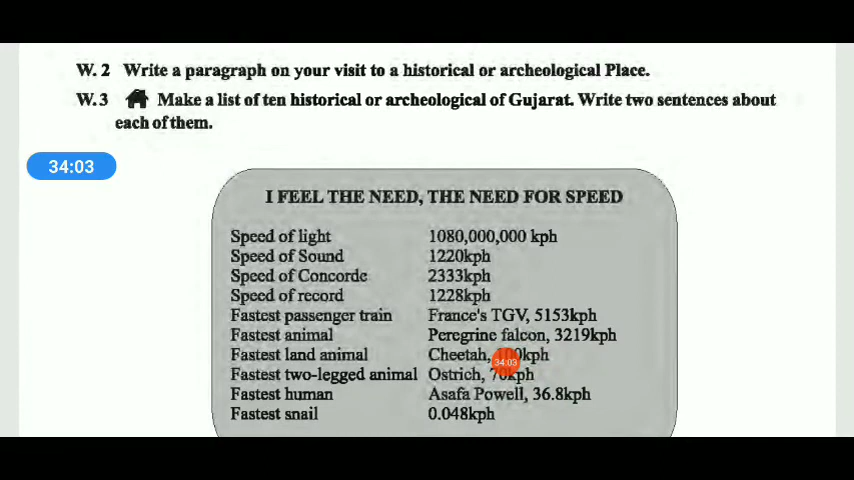 W. 2 Write a paragraph on your visit to a historical or archeological Place.
W. 3 Make a list of ten historical or archeological of Gujarat. Write two sentences about
each of them.
34:03
I FEEL THE NEED, THE NEED FOR SPEED
Speed of light 1080,000,000 kph
Speed of Sound 1220kph
Speed of Concorde 2333kph
Speed of record 1228kph
Fastest passenger train France's TGV, 5153kph
Fastest animal Peregrine falcon, 3219kph
Fastest land animal Cheetah,
34:03
Fastest two-legged animal Ostrich,
Fastest human Asafa Powell, 36.8kph
Fastest snail 0.048kph